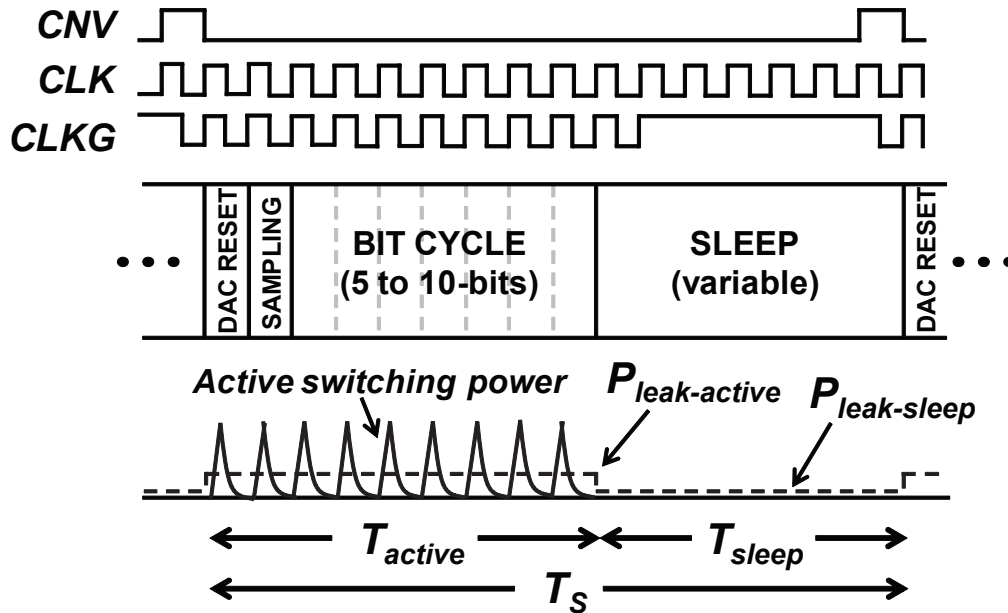 CNV
CLK
CLKG
DAC RESET
SAMPLING
BIT CYCLE
(5 to 10-bits)
SLEEP
(variable)
DAC RESET
Active switching power
P_leak-active
P_leak-sleep
T_active
T_sleep
T_S